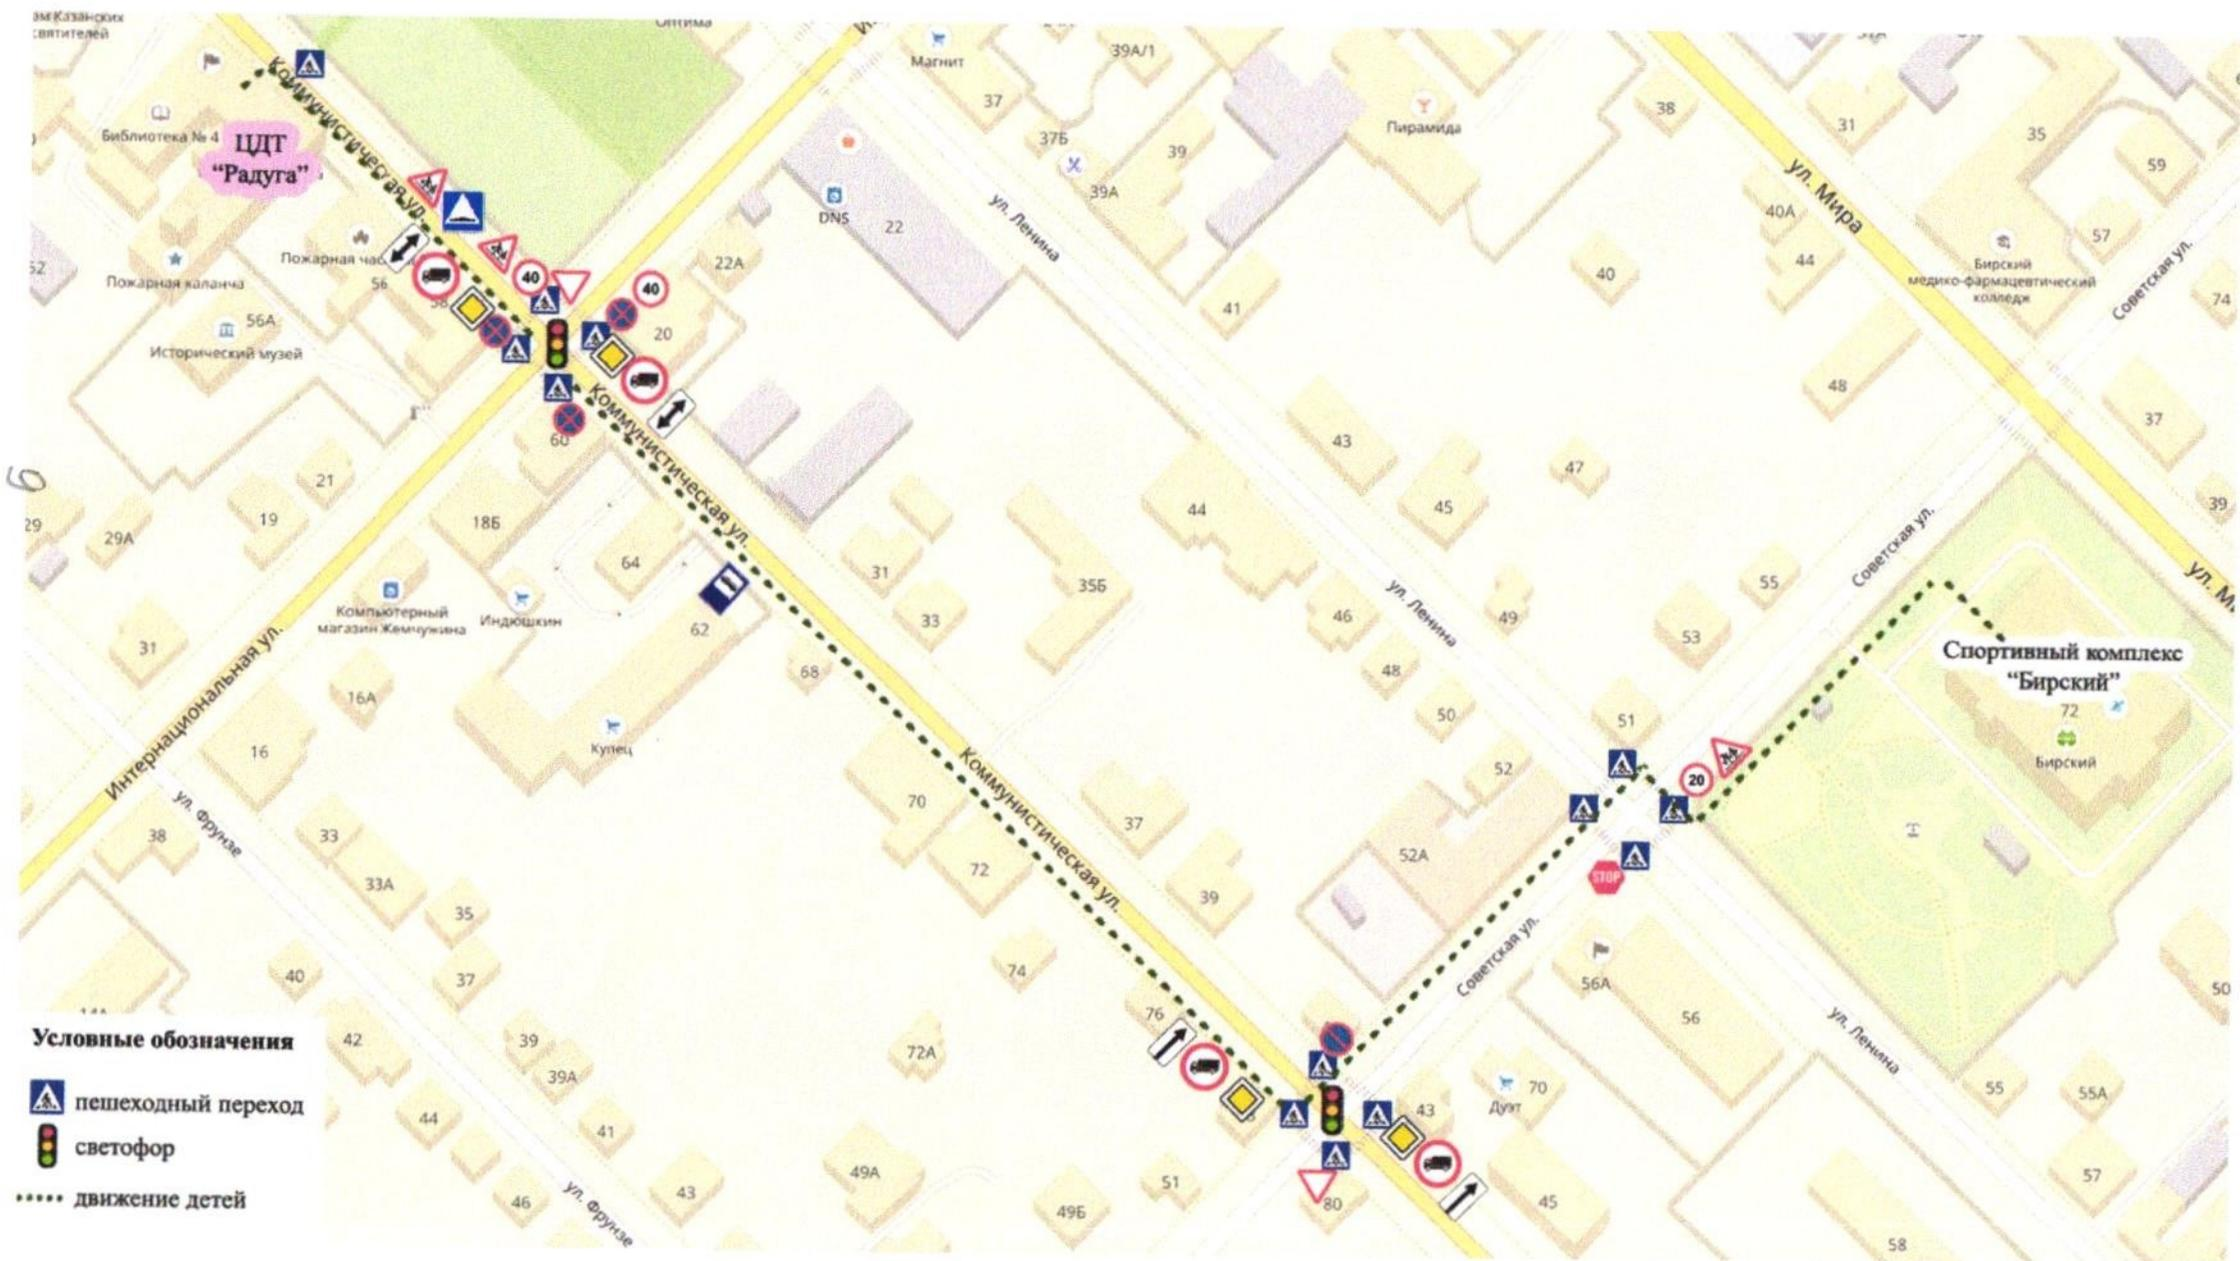 святителей
Оптима
Магнит
39А/1
37
37Б
39
39А
Пирамида
38
31
35
59
Библиотека № 4
ЦДТ
“Радуга”
Коммунистическая ул.
DNS
22
ул. Ленина
ул. Мира
40А
44
57
Бирский
медико-фармацевтический
колледж
Советская ул.
74
52
Пожарная каланча
56
56А
Исторический музей
40
40
22А
20
41
40
48
37
60
Коммунистическая ул.
43
45
47
39
21
19
29
29А
18Б
64
44
31
33
35Б
Компьютерный
магазин Жемчужина
Индюшкин
62
68
46
ул. Ленина
49
53
55
Советская ул.
ул. М
31
Интернациональная ул.
16А
16
Купец
48
50
51
52
Спортивный комплекс
“Бирский”
72
Бирский
20
STOP
70
72
Коммунистическая ул.
37
39
52А
38
ул. Фрунзе
33
33А
35
37
40
74
76
72А
Советская ул.
56А
56
ул. Ленина
50
42
39
39А
44
41
43
46
ул. Фрунзе
49А
49Б
51
80
43
Дуэт
70
45
55
55А
57
58
Условные обозначения
пешеходный переход
светофор
движение детей